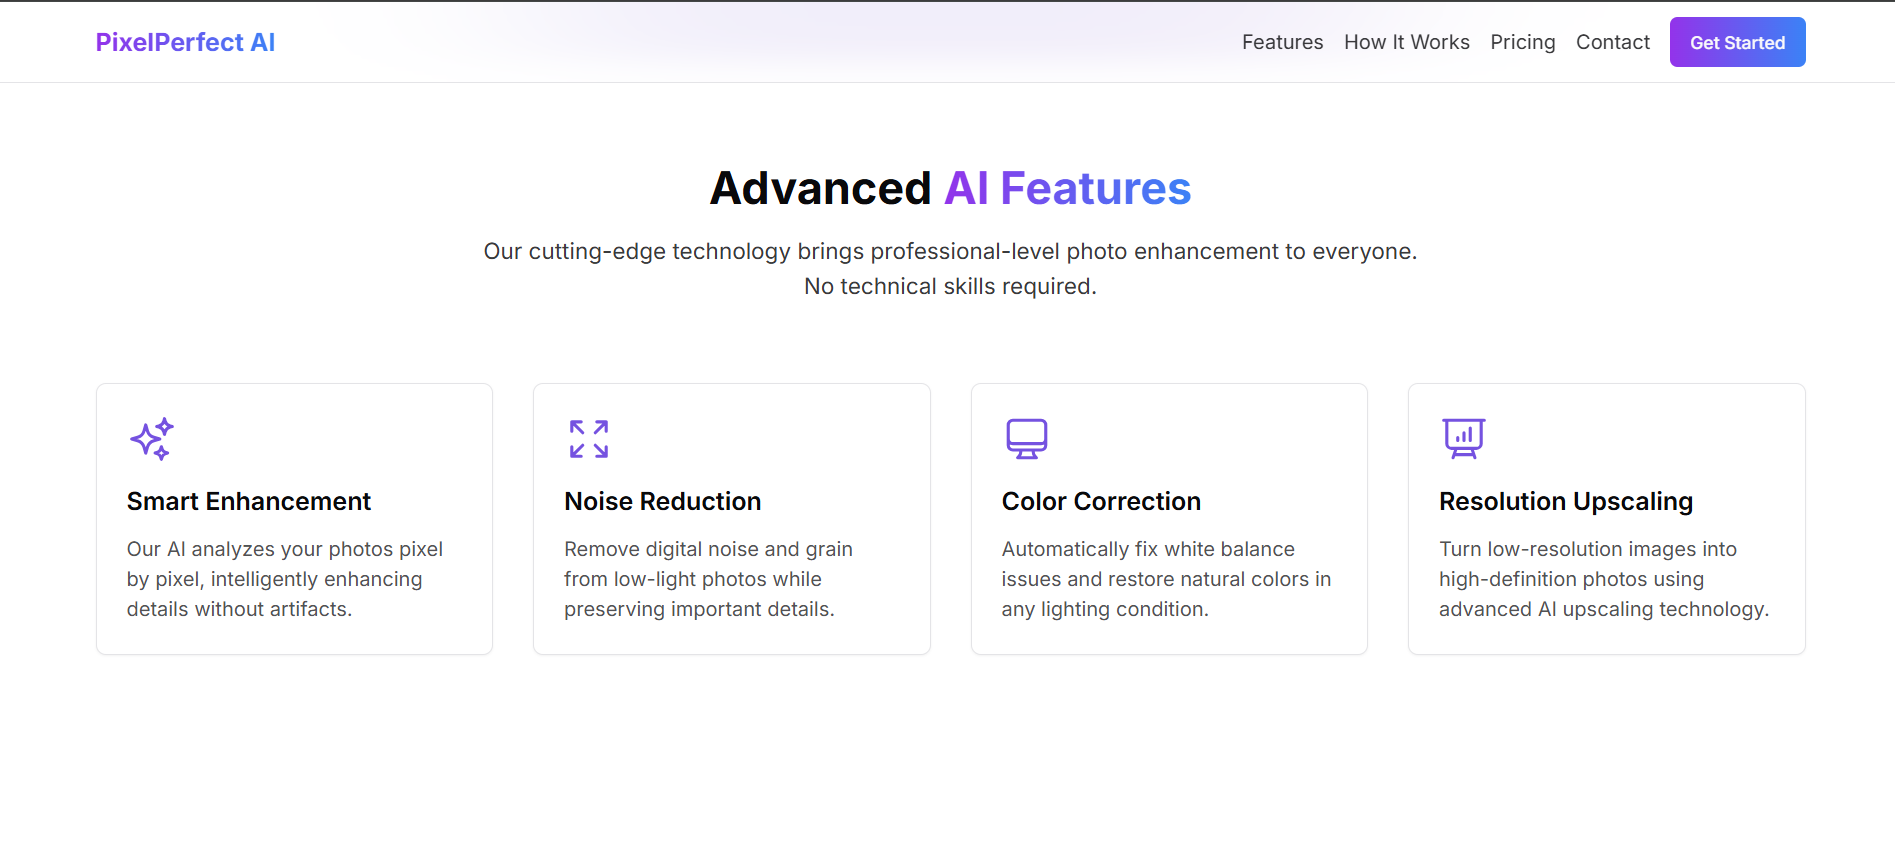 PixelPerfect AI
Features
How It Works
Pricing
Contact
Get Started
Advanced AI Features
Our cutting-edge technology brings professional-level photo enhancement to everyone.
No technical skills required.
Smart Enhancement
Our AI analyzes your photos pixel
by pixel, intelligently enhancing
details without artifacts.
Noise Reduction
Remove digital noise and grain
from low-light photos while
preserving important details.
Color Correction
Automatically fix white balance
issues and restore natural colors in
any lighting condition.
Resolution Upscaling
Turn low-resolution images into
high-definition photos using
advanced AI upscaling technology.